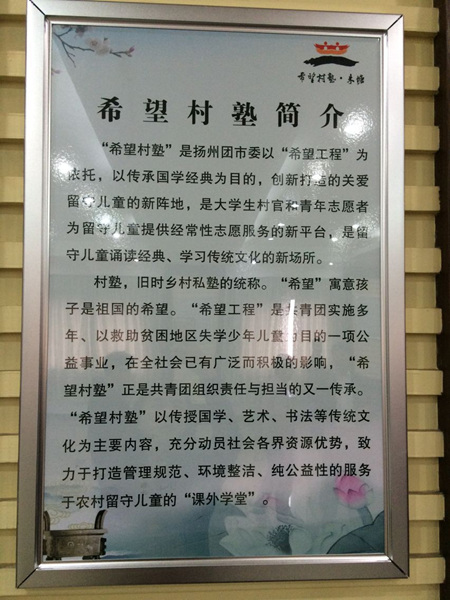 希望村塾·朱塘
希望村塾简介
“希望村塾”是扬州团市委以“希望工程”为
依托，以传承国学经典为目的，创新打造的关爱
留守儿童的新阵地，是大学生村官和青年志愿者
为留守儿童提供经常性志愿服务的新平台，是留
守儿童诵读经典、学习传统文化的新场所。
村塾，旧时乡村私塾的统称。“希望”寓意孩
子是祖国的希望。“希望工程”是共青团实施多
年、以救助贫困地区失学少年儿童为目的一项公
益事业，在全社会已有广泛而积极的影响，“希
望村塾”正是共青团组织责任与担当的又一传承。
“希望村塾”以传授国学、艺术、书法等传统文
化为主要内容，充分动员社会各界资源优势，致
力于打造管理规范、环境整洁、纯公益性的服务
于农村留守儿童的“课外学堂”。